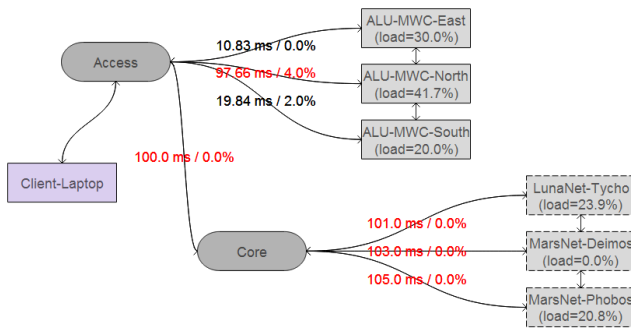 ALU-MWC-East
(load=30.0%)
10.83 ms / 0.0%
Access
97.66 ms / 4.0%
ALU-MWC-North
(load=41.7%)
19.84 ms / 2.0%
ALU-MWC-South
(load=20.0%)
100.0 ms / 0.0%
Client-Laptop
LunaNet-Tycho
(load=23.9%)
101.0 ms / 0.0%
Core
103.0 ms / 0.0%
MarsNet-Deimos
(load=0.0%)
105.0 ms / 0.0%
MarsNet-Phobos
(load=20.8%)